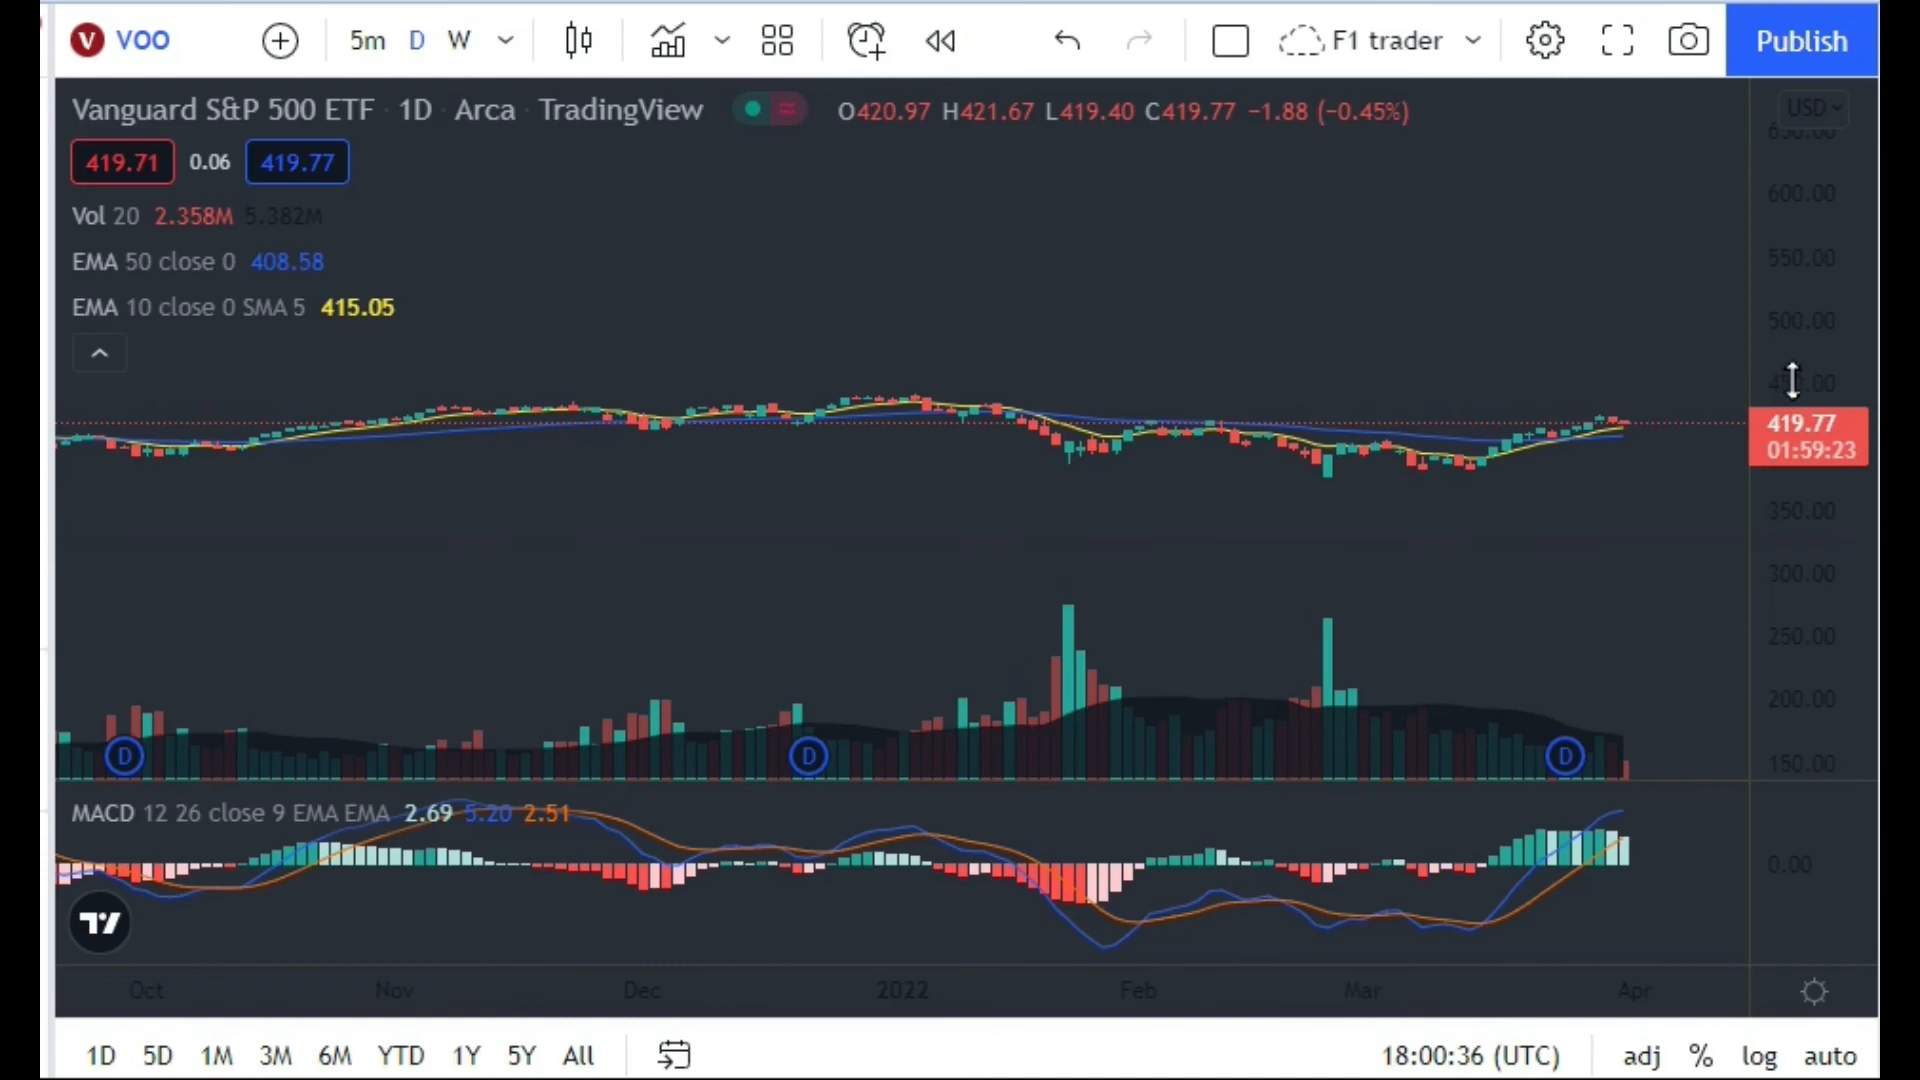 V VOO 5m D W F1 trader Publish
Vanguard S&P 500 ETF · 1D · Arca · TradingView O420.97 H421.67 L419.40 C419.77 −1.88 (−0.45%) USD
419.71 0.06 419.77
Vol 20 2.358M 5.382M
EMA 50 close 0 408.58
EMA 10 close 0 SMA 5 415.05
650.00
600.00
550.00
500.00
419.77
01:59:23
350.00
300.00
250.00
200.00
150.00
D D D
MACD 12 26 close 9 EMA EMA 2.69 5.20 2.51
0.00
Oct Nov Dec 2022 Feb Mar Apr
1D 5D 1M 3M 6M YTD 1Y 5Y All 18:00:36 (UTC) adj % log auto